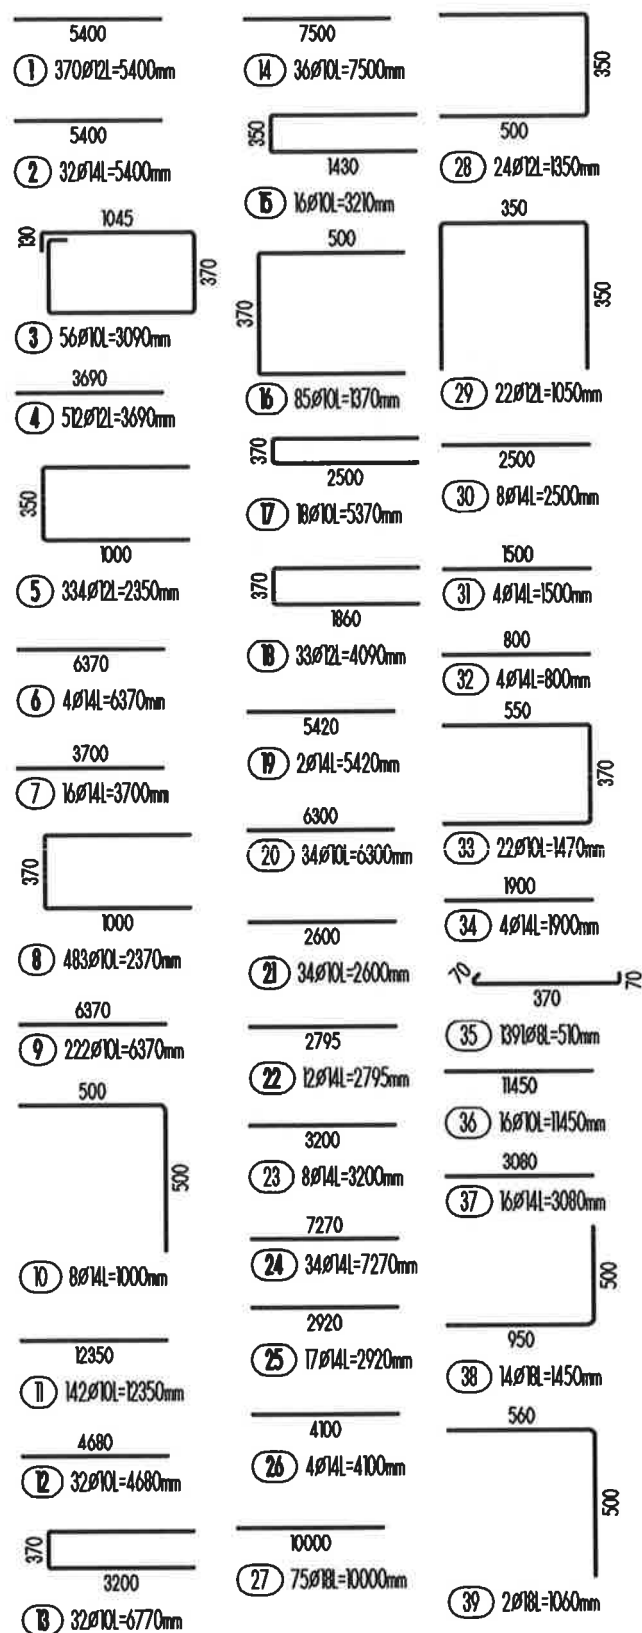 5400
1 370Ø12L=5400mm
5400
2 32Ø14L=5400mm
1045
130
370
3 56Ø10L=3090mm
3690
4 512Ø12L=3690mm
350
1000
5 334Ø12L=2350mm
6370
6 4Ø14L=6370mm
3700
7 16Ø14L=3700mm
370
1000
8 483Ø10L=2370mm
6370
9 222Ø10L=6370mm
500
500
10 8Ø14L=1000mm
12350
11 142Ø10L=12350mm
4680
12 32Ø10L=4680mm
370
3200
13 32Ø10L=6770mm
7500
14 36Ø10L=7500mm
350
1430
15 16Ø10L=3210mm
500
370
16 85Ø10L=1370mm
370
2500
17 18Ø10L=5370mm
370
1860
18 33Ø12L=4090mm
5420
19 2Ø14L=5420mm
6300
20 34Ø10L=6300mm
2600
21 34Ø10L=2600mm
2795
22 12Ø14L=2795mm
3200
23 8Ø14L=3200mm
7270
24 34Ø14L=7270mm
2920
25 17Ø14L=2920mm
4100
26 4Ø14L=4100mm
10000
27 75Ø18L=10000mm
350
500
28 24Ø12L=1350mm
350
350
29 22Ø12L=1050mm
2500
30 8Ø14L=2500mm
1500
31 4Ø14L=1500mm
800
32 4Ø14L=800mm
550
370
33 22Ø10L=1470mm
1900
34 4Ø14L=1900mm
70
70
370
35 1391Ø8L=510mm
11450
36 16Ø10L=11450mm
3080
37 16Ø14L=3080mm
500
950
38 14Ø18L=1450mm
560
500
39 2Ø18L=1060mm